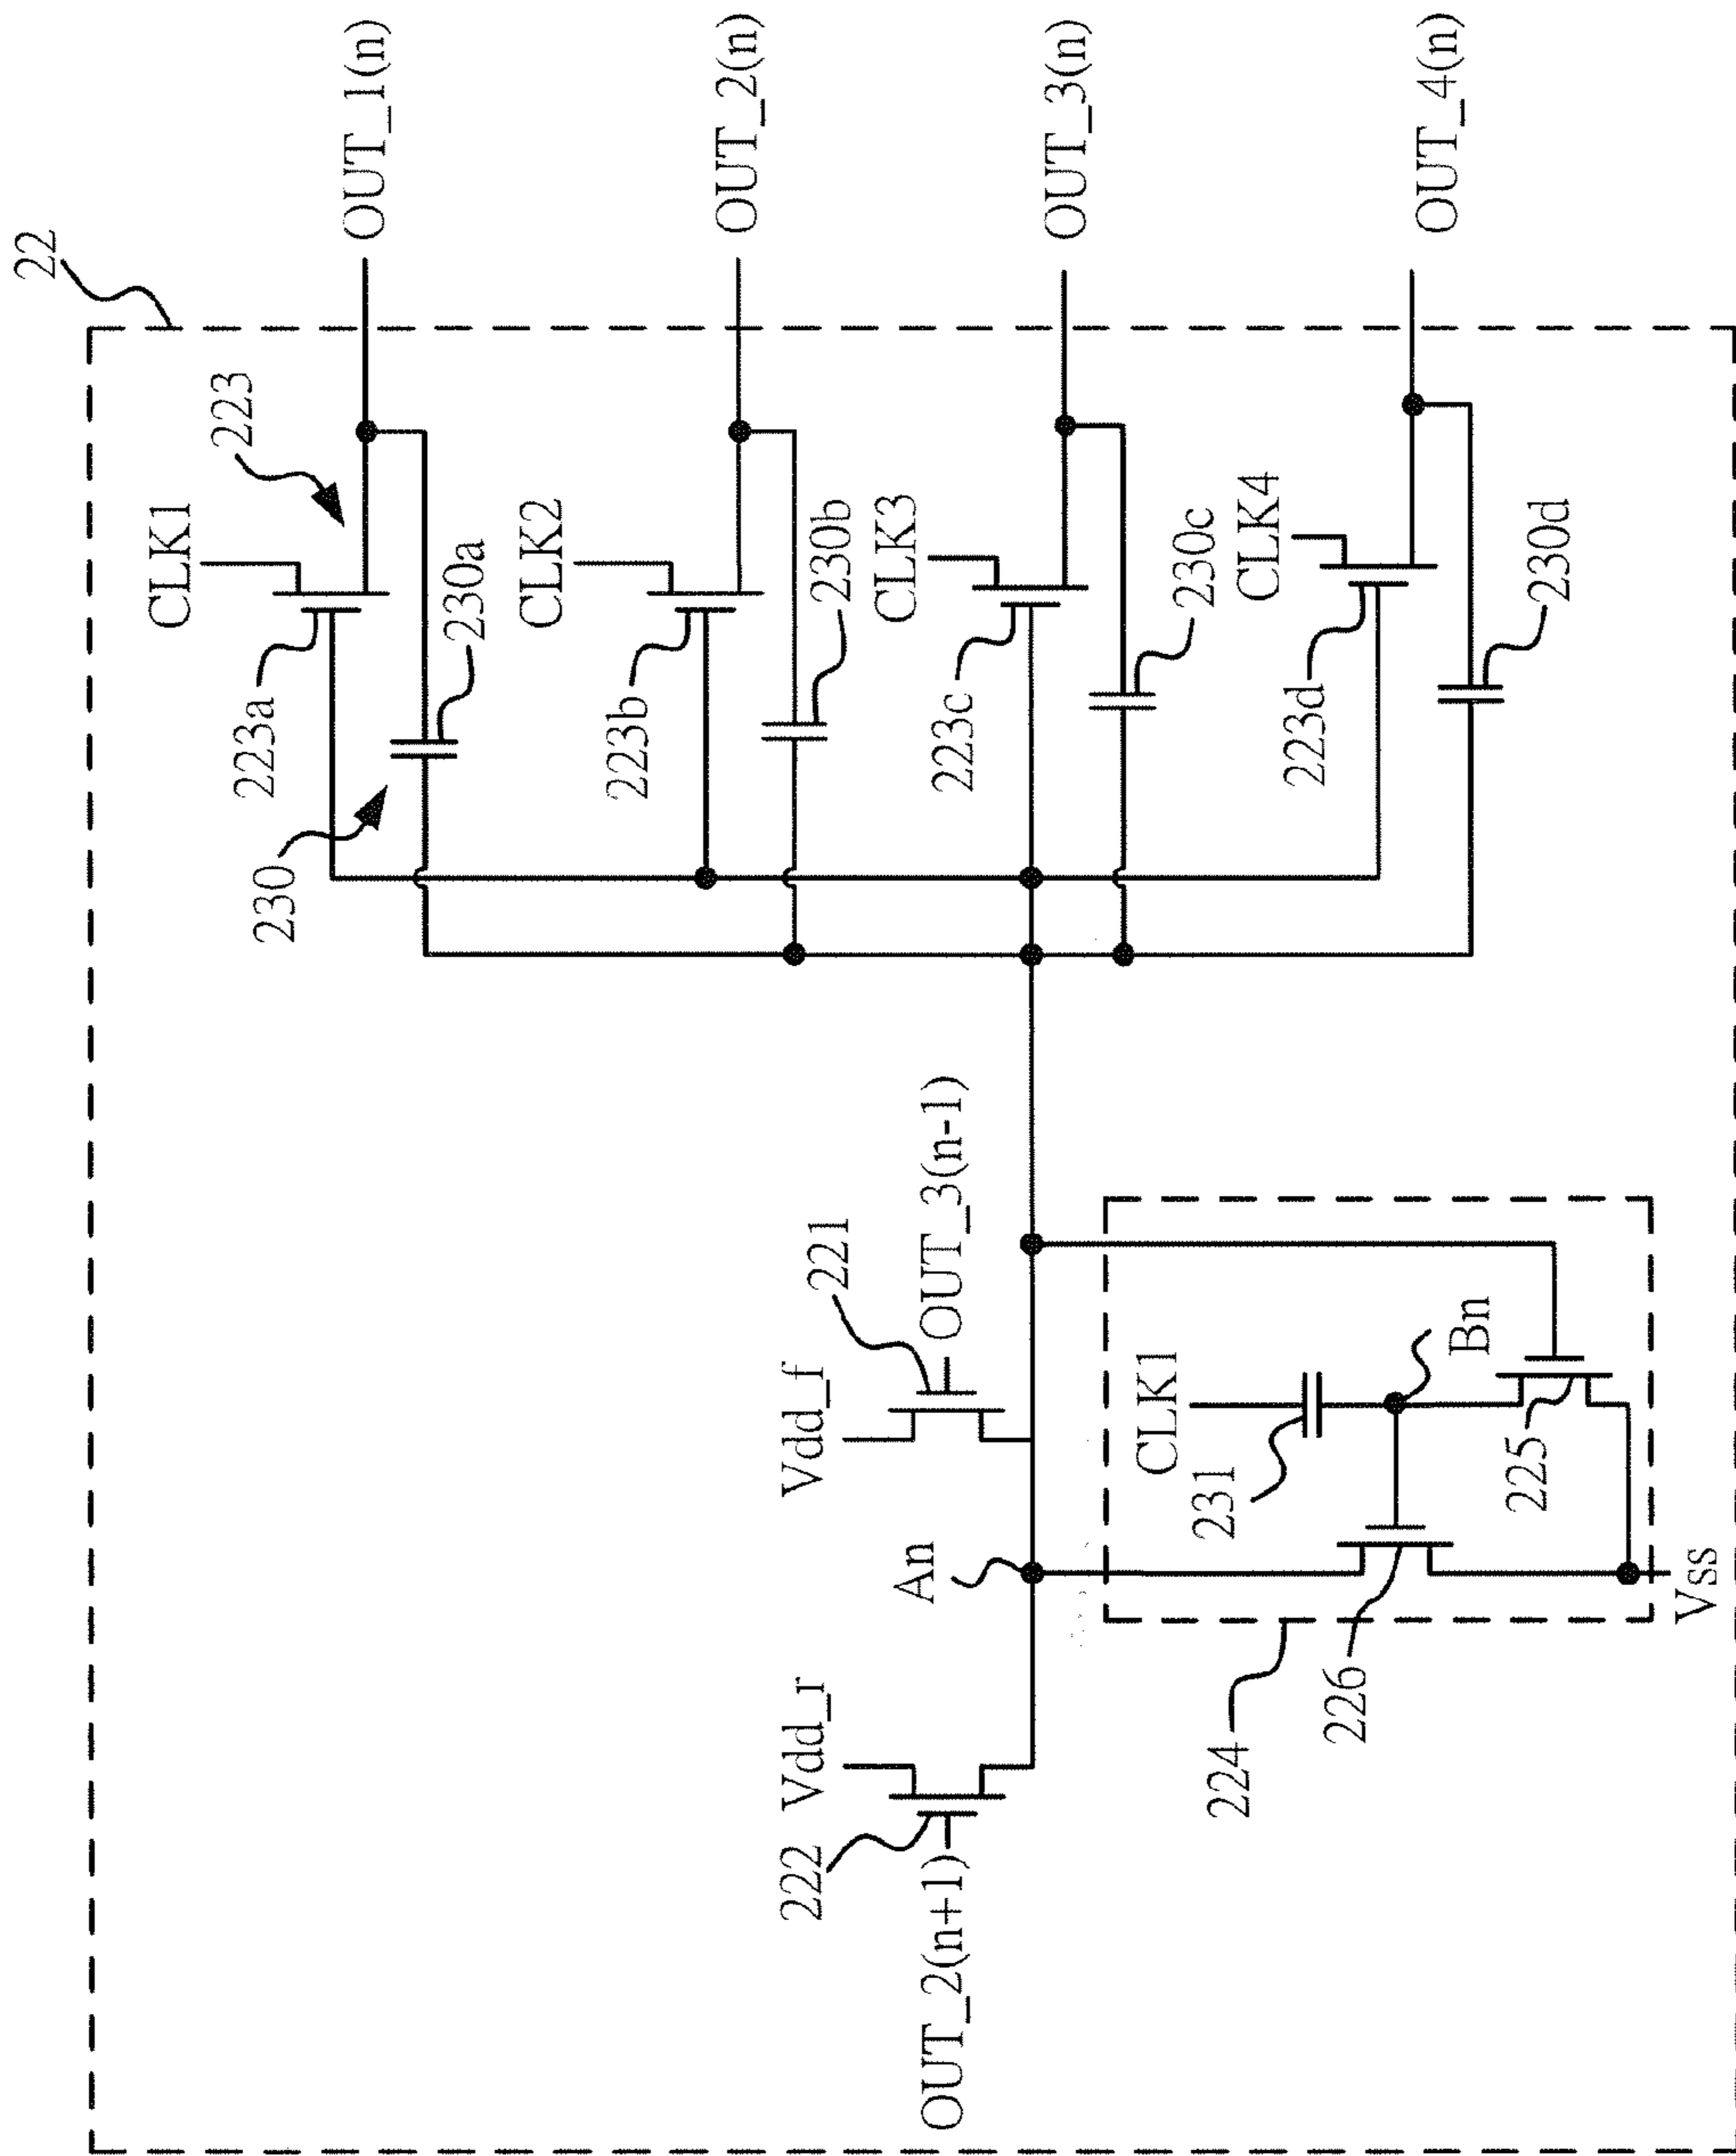 22
OUT_1(n)
OUT_2(n)
OUT_3(n)
OUT_4(n)
CLK1
223
223a
230
230a
CLK2
223b
230b
CLK3
223c
230c
CLK4
223d
230d
OUT_3(n-1)
221
Vdd_f
An
Vdd_r
222
OUT_2(n+1)
CLK1
231
Bn
225
226
224
Vss